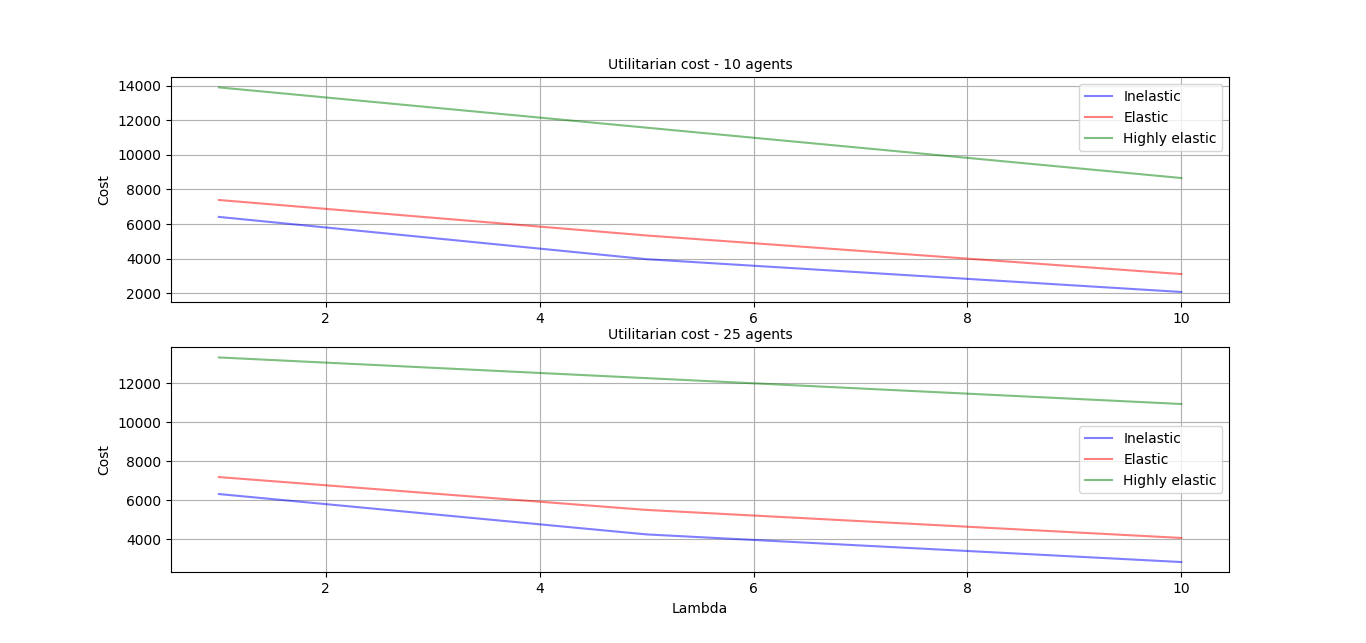 Utilitarian cost - 10 agents
14000
12000
10000
8000
6000
4000
2000
Cost
Inelastic
Elastic
Highly elastic
2 4 6 8 10
Utilitarian cost - 25 agents
12000
10000
8000
6000
4000
Cost
Inelastic
Elastic
Highly elastic
2 4 6 8 10
Lambda